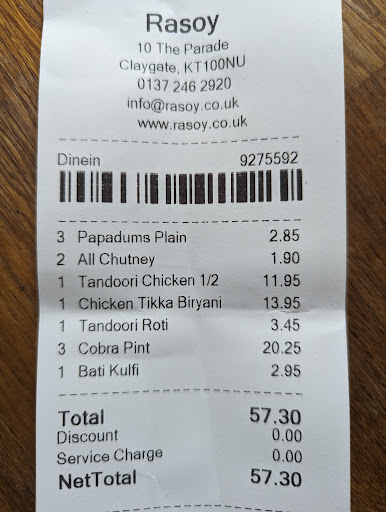 Rasoy
10 The Parade
Claygate, KT100NU
0137 246 2920
info@rasoy.co.uk
www.rasoy.co.uk
Dinein 9275592
3 Papadums Plain 2.85
2 All Chutney 1.90
1 Tandoori Chicken 1/2 11.95
1 Chicken Tikka Biryani 13.95
1 Tandoori Roti 3.45
3 Cobra Pint 20.25
1 Bati Kulfi 2.95
Total 57.30
Discount 0.00
Service Charge 0.00
NetTotal 57.30